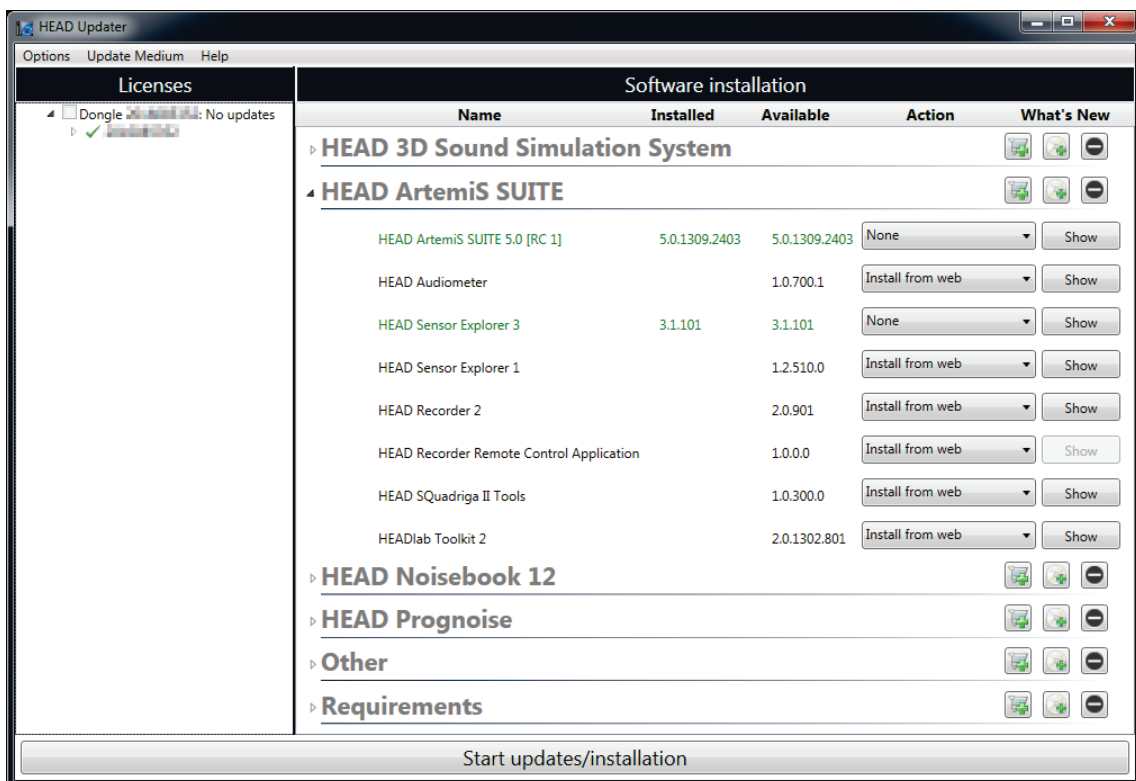 HEAD Updater
Options Update Medium Help
Licenses
Software installation
Dongle : No updates
Name Installed Available Action What's New
HEAD 3D Sound Simulation System
HEAD ArtemiS SUITE
HEAD ArtemiS SUITE 5.0 [RC 1] 5.0.1309.2403 5.0.1309.2403 None Show
HEAD Audiometer 1.0.700.1 Install from web Show
HEAD Sensor Explorer 3 3.1.101 3.1.101 None Show
HEAD Sensor Explorer 1 1.2.510.0 Install from web Show
HEAD Recorder 2 2.0.901 Install from web Show
HEAD Recorder Remote Control Application 1.0.0.0 Install from web Show
HEAD SQuadriga II Tools 1.0.300.0 Install from web Show
HEADlab Toolkit 2 2.0.1302.801 Install from web Show
HEAD Noisebook 12
HEAD Prognoise
Other
Requirements
Start updates/installation